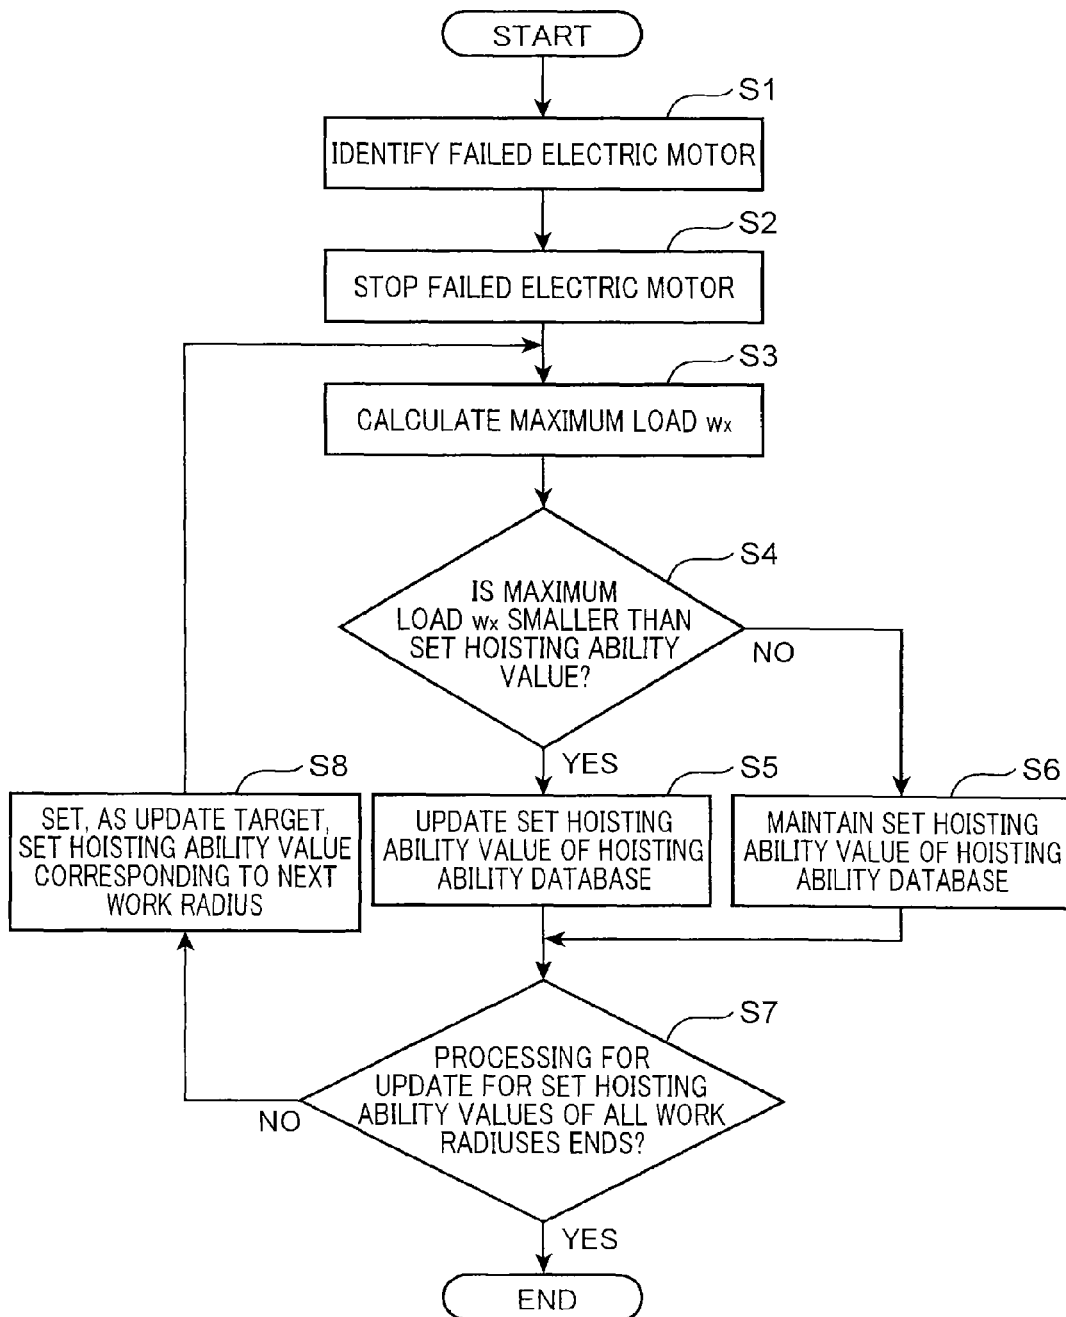 START
S1
IDENTIFY FAILED ELECTRIC MOTOR
S2
STOP FAILED ELECTRIC MOTOR
S3
CALCULATE MAXIMUM LOAD wx
S4
IS MAXIMUM
LOAD wx SMALLER THAN
SET HOISTING ABILITY
VALUE?
NO
YES
S5
UPDATE SET HOISTING
ABILITY VALUE OF HOISTING
ABILITY DATABASE
S6
MAINTAIN SET HOISTING
ABILITY VALUE OF HOISTING
ABILITY DATABASE
S8
SET, AS UPDATE TARGET,
SET HOISTING ABILITY VALUE
CORRESPONDING TO NEXT
WORK RADIUS
S7
PROCESSING FOR
UPDATE FOR SET HOISTING
ABILITY VALUES OF ALL WORK
RADIUSES ENDS?
NO
YES
END